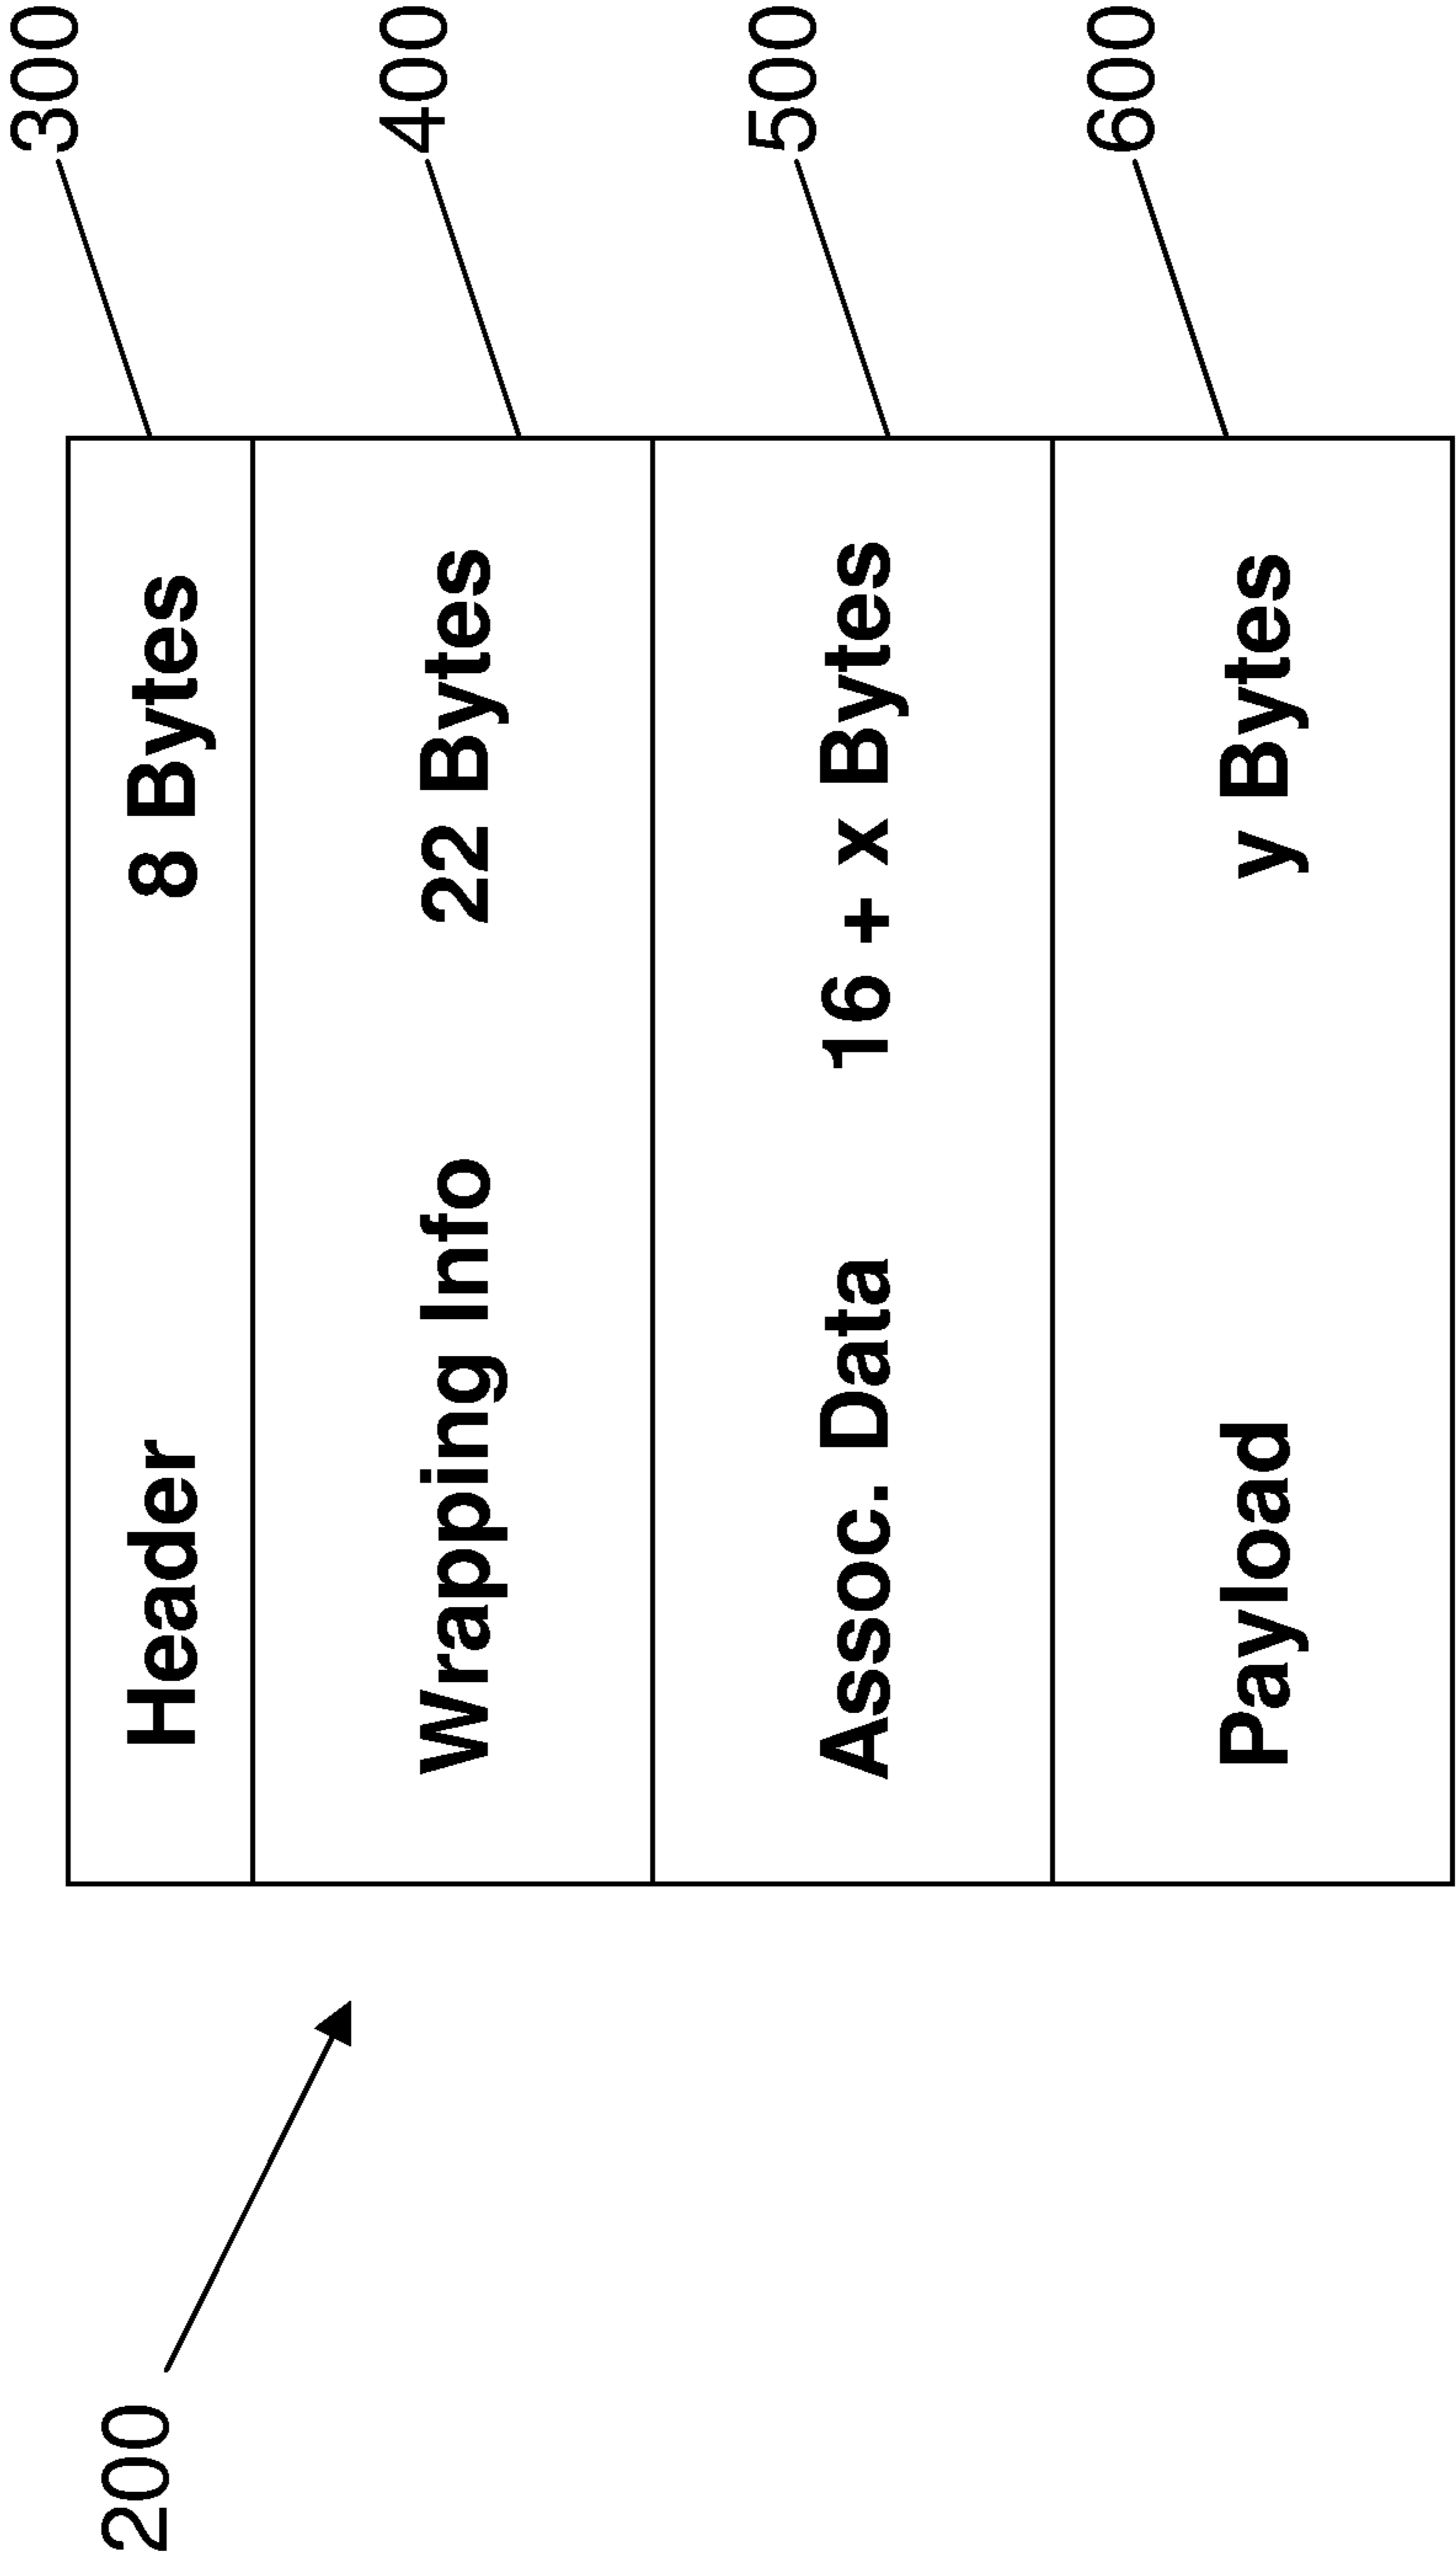 200
Header 8 Bytes 300
Wrapping Info 22 Bytes 400
Assoc. Data 16 + x Bytes 500
Payload y Bytes 600